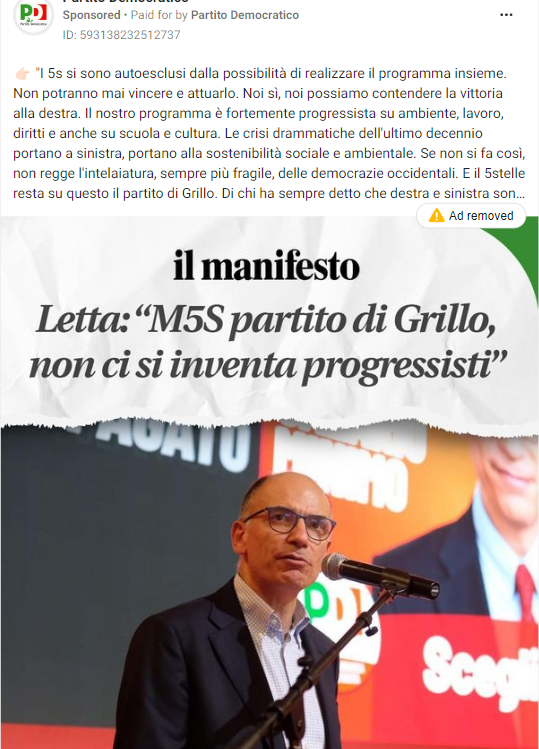 Partito Democratico
Sponsored • Paid for by Partito Democratico
ID: 593138232512737
"I 5s si sono autoesclusi dalla possibilità di realizzare il programma insieme.
Non potranno mai vincere e attuarlo. Noi sì, noi possiamo contendere la vittoria
alla destra. Il nostro programma è fortemente progressista su ambiente, lavoro,
diritti e anche su scuola e cultura. Le crisi drammatiche dell'ultimo decennio
portano a sinistra, portano alla sostenibilità sociale e ambientale. Se non si fa così,
non regge l'intelaiatura, sempre più fragile, delle democrazie occidentali. E il 5stelle
resta su questo il partito di Grillo. Di chi ha sempre detto che destra e sinistra son...
Ad removed
il manifesto
Letta: “M5S partito di Grillo,
non ci si inventa progressisti”
PD
Scegli